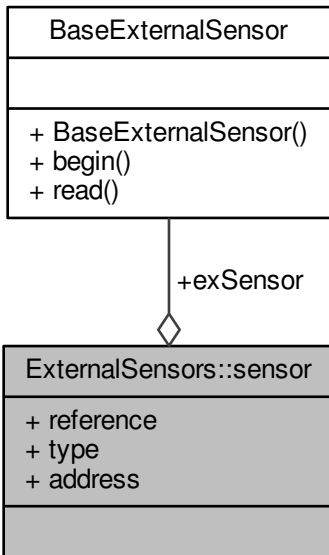 BaseExternalSensor
+ BaseExternalSensor()
+ begin()
+ read()
+exSensor
ExternalSensors::sensor
+ reference
+ type
+ address